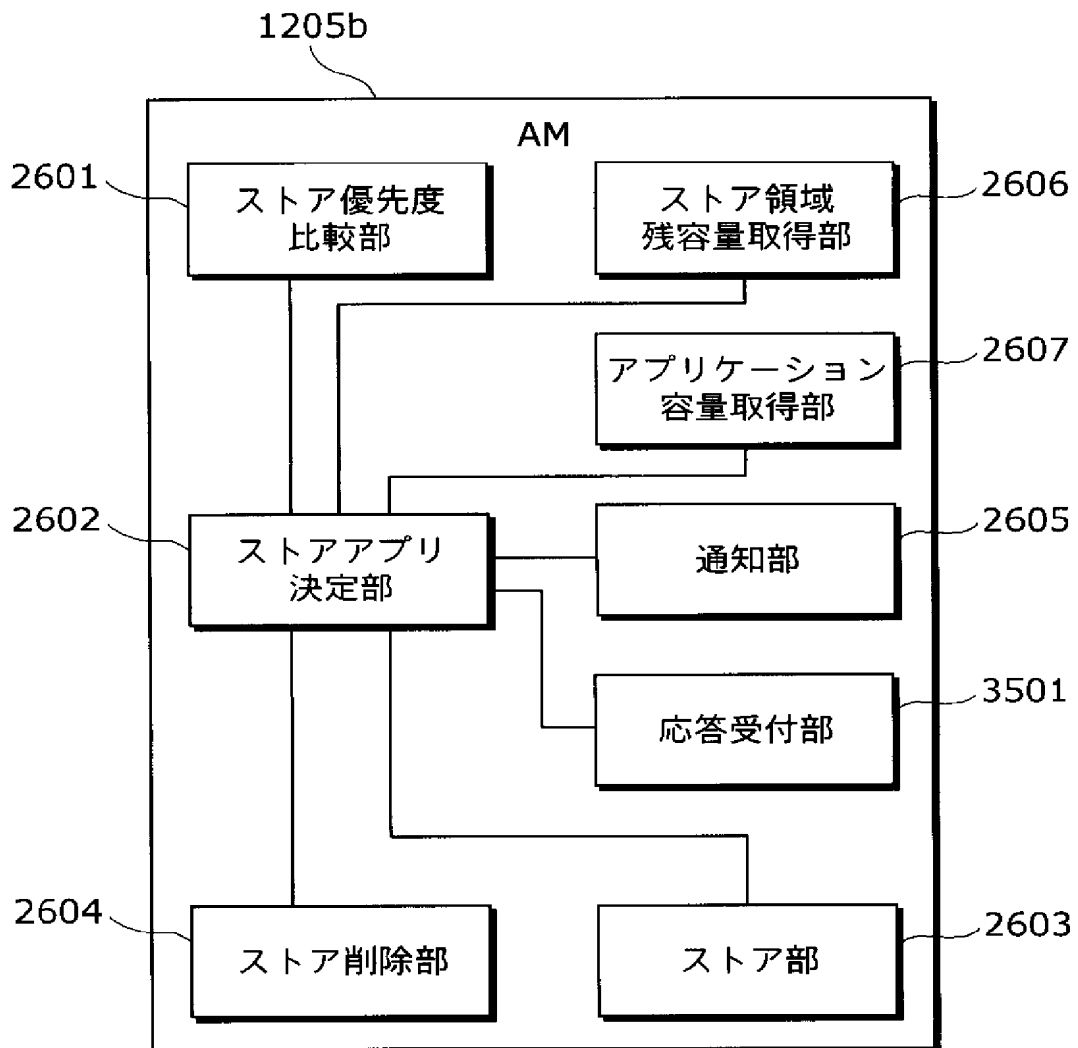 1205b
AM
2601
ストア優先度
比較部
2606
ストア領域
残容量取得部
2607
アプリケーション
容量取得部
2602
ストアアプリ
決定部
2605
通知部
3501
応答受付部
2604
ストア削除部
2603
ストア部